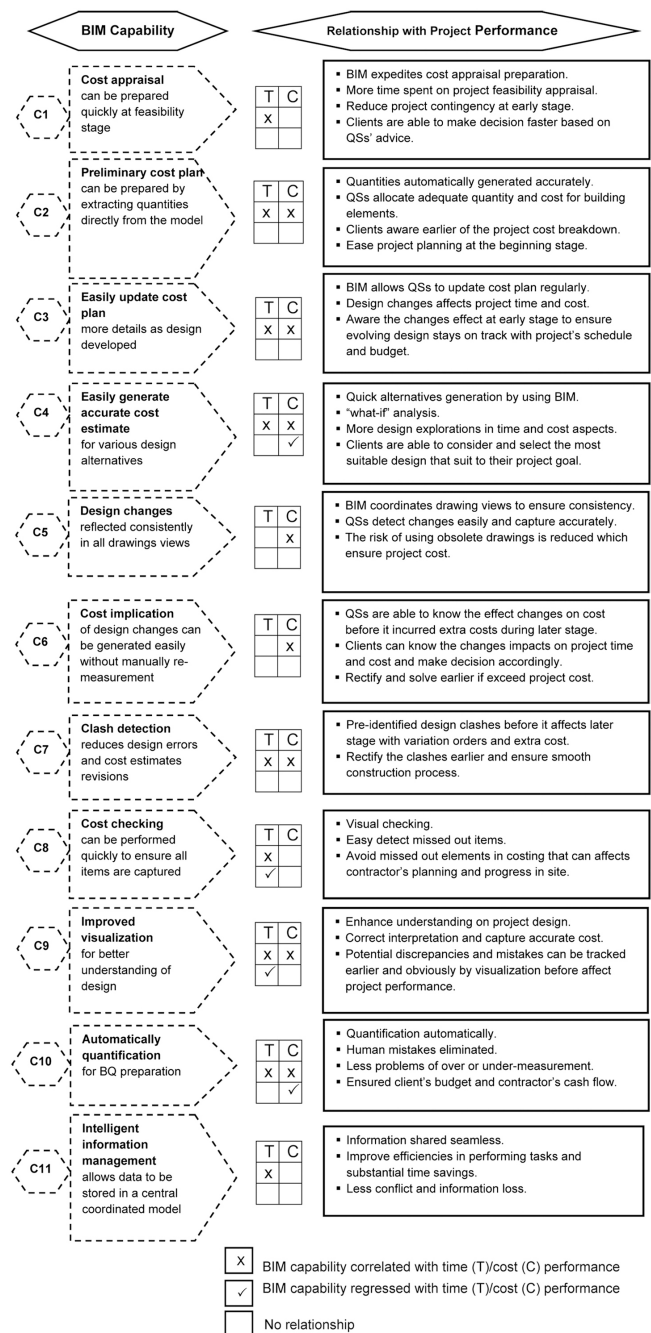 BIM Capability
Relationship with Project Performance
C1
Cost appraisal
can be prepared
quickly at feasibility
stage
T C
x
▪ BIM expedites cost appraisal preparation.
▪ More time spent on project feasibility appraisal.
▪ Reduce project contingency at early stage.
▪ Clients are able to make decision faster based on
QSs’ advice.
C2
Preliminary cost plan
can be prepared by
extracting quantities
directly from the model
T C
x x
▪ Quantities automatically generated accurately.
▪ QSs allocate adequate quantity and cost for building
elements.
▪ Clients aware earlier of the project cost breakdown.
▪ Ease project planning at the beginning stage.
C3
Easily update cost
plan
more details as design
developed
T C
x x
▪ BIM allows QSs to update cost plan regularly.
▪ Design changes affects project time and cost.
▪ Aware the changes effect at early stage to ensure
evolving design stays on track with project’s schedule
and budget.
C4
Easily generate
accurate cost
estimate
for various design
alternatives
T C
x x
✓
▪ Quick alternatives generation by using BIM.
▪ “what-if” analysis.
▪ More design explorations in time and cost aspects.
▪ Clients are able to consider and select the most
suitable design that suit to their project goal.
C5
Design changes
reflected consistently
in all drawings views
T C
x
▪ BIM coordinates drawing views to ensure consistency.
▪ QSs detect changes easily and capture accurately.
▪ The risk of using obsolete drawings is reduced which
ensure project cost.
C6
Cost implication
of design changes can
be generated easily
without manually re-
measurement
T C
x
▪ QSs are able to know the effect changes on cost
before it incurred extra costs during later stage.
▪ Clients can know the changes impacts on project time
and cost and make decision accordingly.
▪ Rectify and solve earlier if exceed project cost.
C7
Clash detection
reduces design errors
and cost estimates
revisions
T C
x x
▪ Pre-identified design clashes before it affects later
stage with variation orders and extra cost.
▪ Rectify the clashes earlier and ensure smooth
construction process.
C8
Cost checking
can be performed
quickly to ensure all
items are captured
T C
x
✓
▪ Visual checking.
▪ Easy detect missed out items.
▪ Avoid missed out elements in costing that can affects
contractor’s planning and progress in site.
C9
Improved
visualization
for better
understanding of
design
T C
x x
✓
▪ Enhance understanding on project design.
▪ Correct interpretation and capture accurate cost.
▪ Potential discrepancies and mistakes can be tracked
earlier and obviously by visualization before affect
project performance.
C10
Automatically
quantification
for BQ preparation
T C
x x
✓
▪ Quantification automatically.
▪ Human mistakes eliminated.
▪ Less problems of over or under-measurement.
▪ Ensured client’s budget and contractor’s cash flow.
C11
Intelligent
information
management
allows data to be
stored in a central
coordinated model
T C
x
▪ Information shared seamless.
▪ Improve efficiencies in performing tasks and
substantial time savings.
▪ Less conflict and information loss.
x BIM capability correlated with time (T)/cost (C) performance
✓ BIM capability regressed with time (T)/cost (C) performance
No relationship